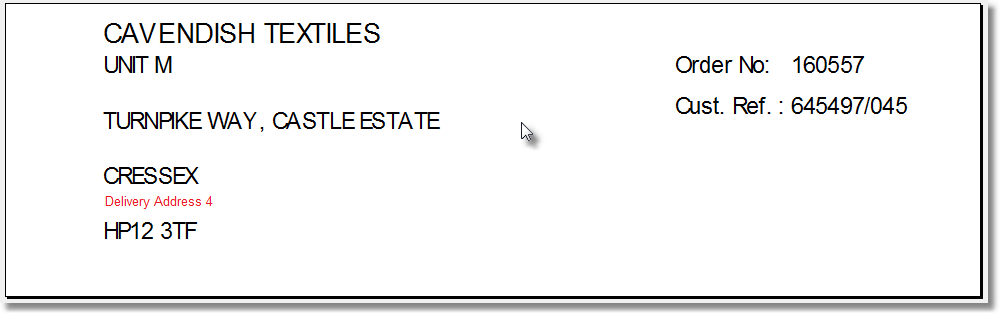 CAVENDISH TEXTILES
UNIT M
Order No: 160557
Cust. Ref. : 645497/045
TURNPIKE WAY, CASTLE ESTATE
CRESSEX
Delivery Address 4
HP12 3TF